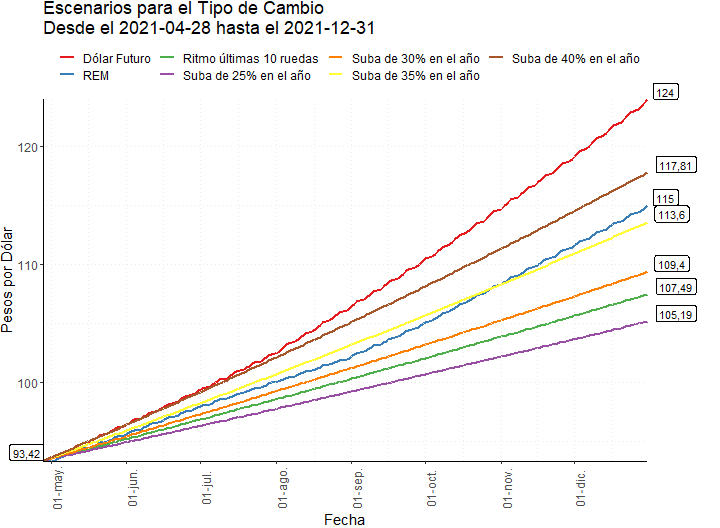 Escenarios para el Tipo de Cambio
Desde el 2021-04-28 hasta el 2021-12-31
Dólar Futuro
Ritmo últimas 10 ruedas
Suba de 30% en el año
Suba de 40% en el año
REM
Suba de 25% en el año
Suba de 35% en el año
124
120
117,81
115
113,6
110
109,4
107,49
105,19
100
93,42
Pesos por Dólar
01-may.
01-jun.
01-jul.
01-ago.
01-sep.
01-oct.
01-nov.
01-dic.
Fecha